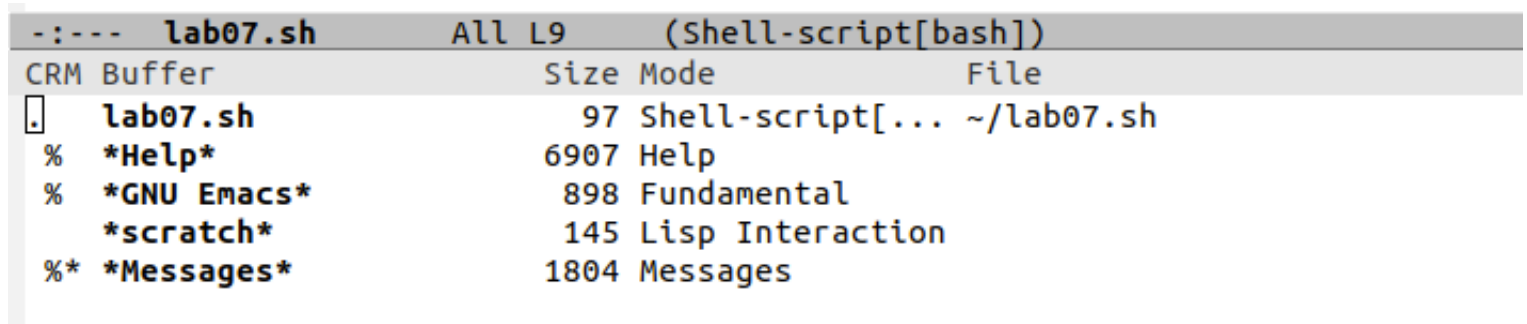 -:--- lab07.sh All L9 (Shell-script[bash])
CRM Buffer Size Mode File
. lab07.sh 97 Shell-script[... ~/lab07.sh
% *Help* 6907 Help
% *GNU Emacs* 898 Fundamental
*scratch* 145 Lisp Interaction
%* *Messages* 1804 Messages